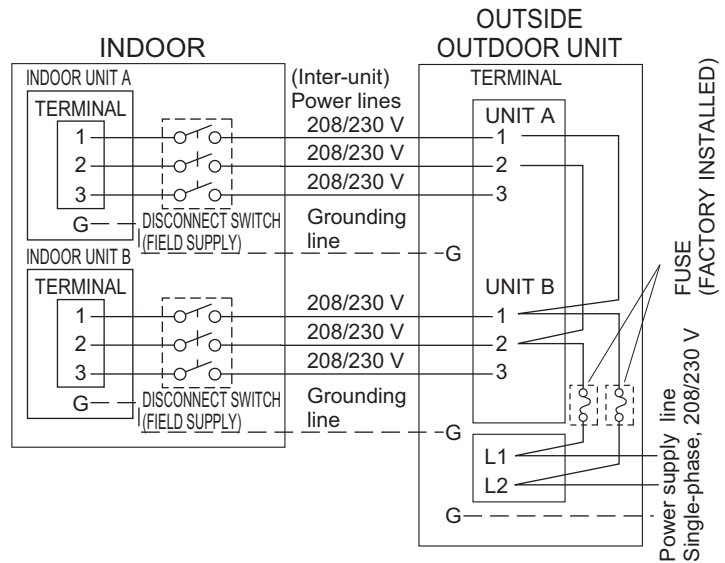 INDOOR
OUTSIDE
OUTDOOR UNIT
INDOOR UNIT A
TERMINAL
1
2
3
G
DISCONNECT SWITCH
(FIELD SUPPLY)
(Inter-unit)
Power lines
208/230 V
208/230 V
208/230 V
Grounding
line
TERMINAL
UNIT A
1
2
3
G
INDOOR UNIT B
TERMINAL
1
2
3
G
DISCONNECT SWITCH
(FIELD SUPPLY)
208/230 V
208/230 V
208/230 V
Grounding
line
UNIT B
1
2
3
G
L1
L2
G
FUSE
(FACTORY INSTALLED)
Power supply line
Single-phase, 208/230 V